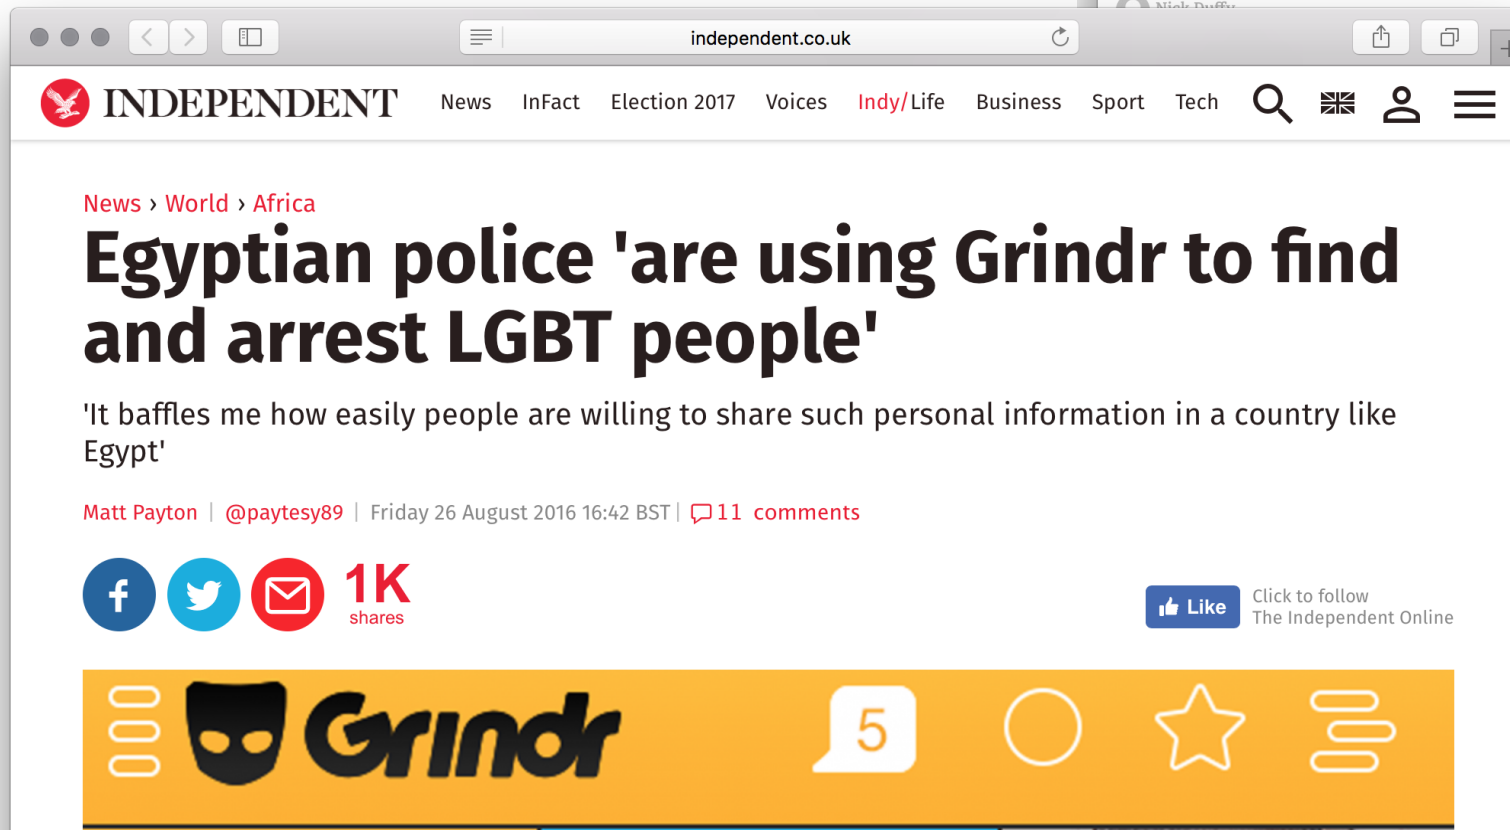 Nick Duffy
independent.co.uk
INDEPENDENT News InFact Election 2017 Voices Indy/Life Business Sport Tech
News › World › Africa
Egyptian police 'are using Grindr to find
and arrest LGBT people'
'It baffles me how easily people are willing to share such personal information in a country like
Egypt'
Matt Payton | @paytesy89 | Friday 26 August 2016 16:42 BST | 11 comments
f
1K
shares
Like
Click to follow
The Independent Online
Grindr 5